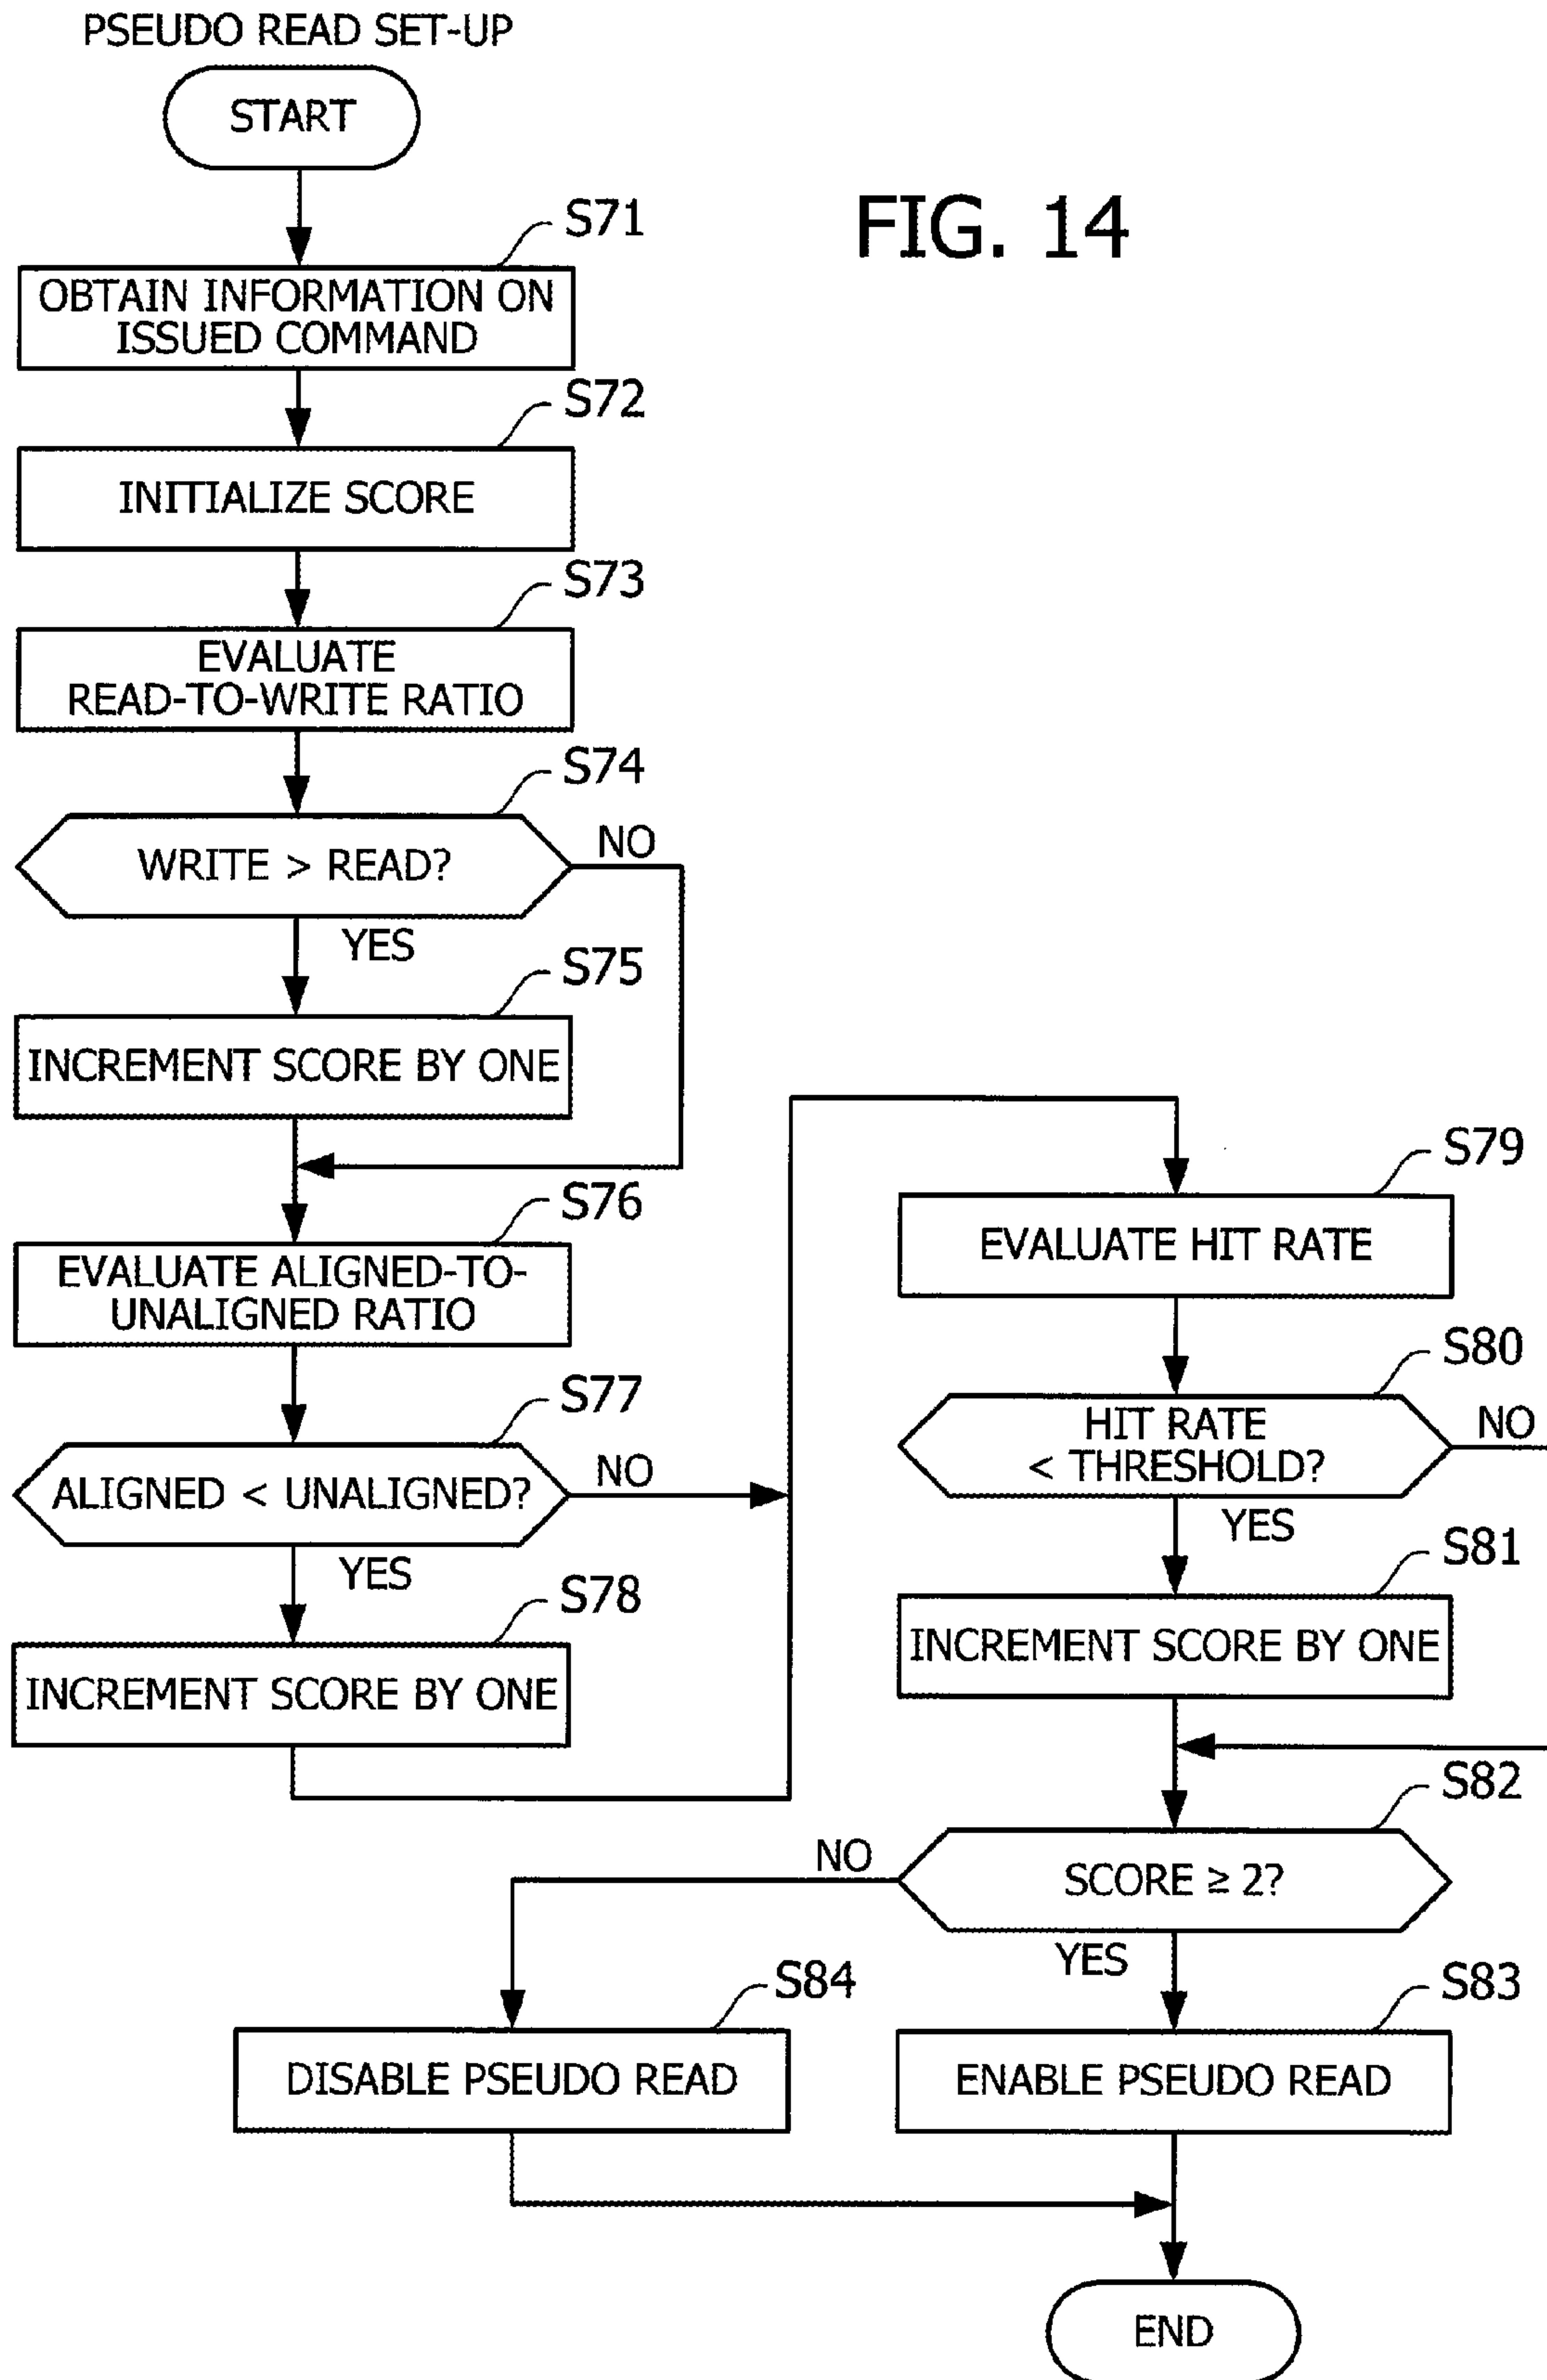 PSEUDO READ SET-UP
START
FIG. 14
S71
OBTAIN INFORMATION ON
ISSUED COMMAND
S72
INITIALIZE SCORE
S73
EVALUATE
READ-TO-WRITE RATIO
S74
WRITE > READ?
NO
YES
S75
INCREMENT SCORE BY ONE
S76
EVALUATE ALIGNED-TO-
UNALIGNED RATIO
S77
ALIGNED < UNALIGNED?
NO
YES
S78
INCREMENT SCORE BY ONE
S79
EVALUATE HIT RATE
S80
HIT RATE
< THRESHOLD?
NO
YES
S81
INCREMENT SCORE BY ONE
S82
SCORE ≥ 2?
NO
YES
S84
DISABLE PSEUDO READ
S83
ENABLE PSEUDO READ
END